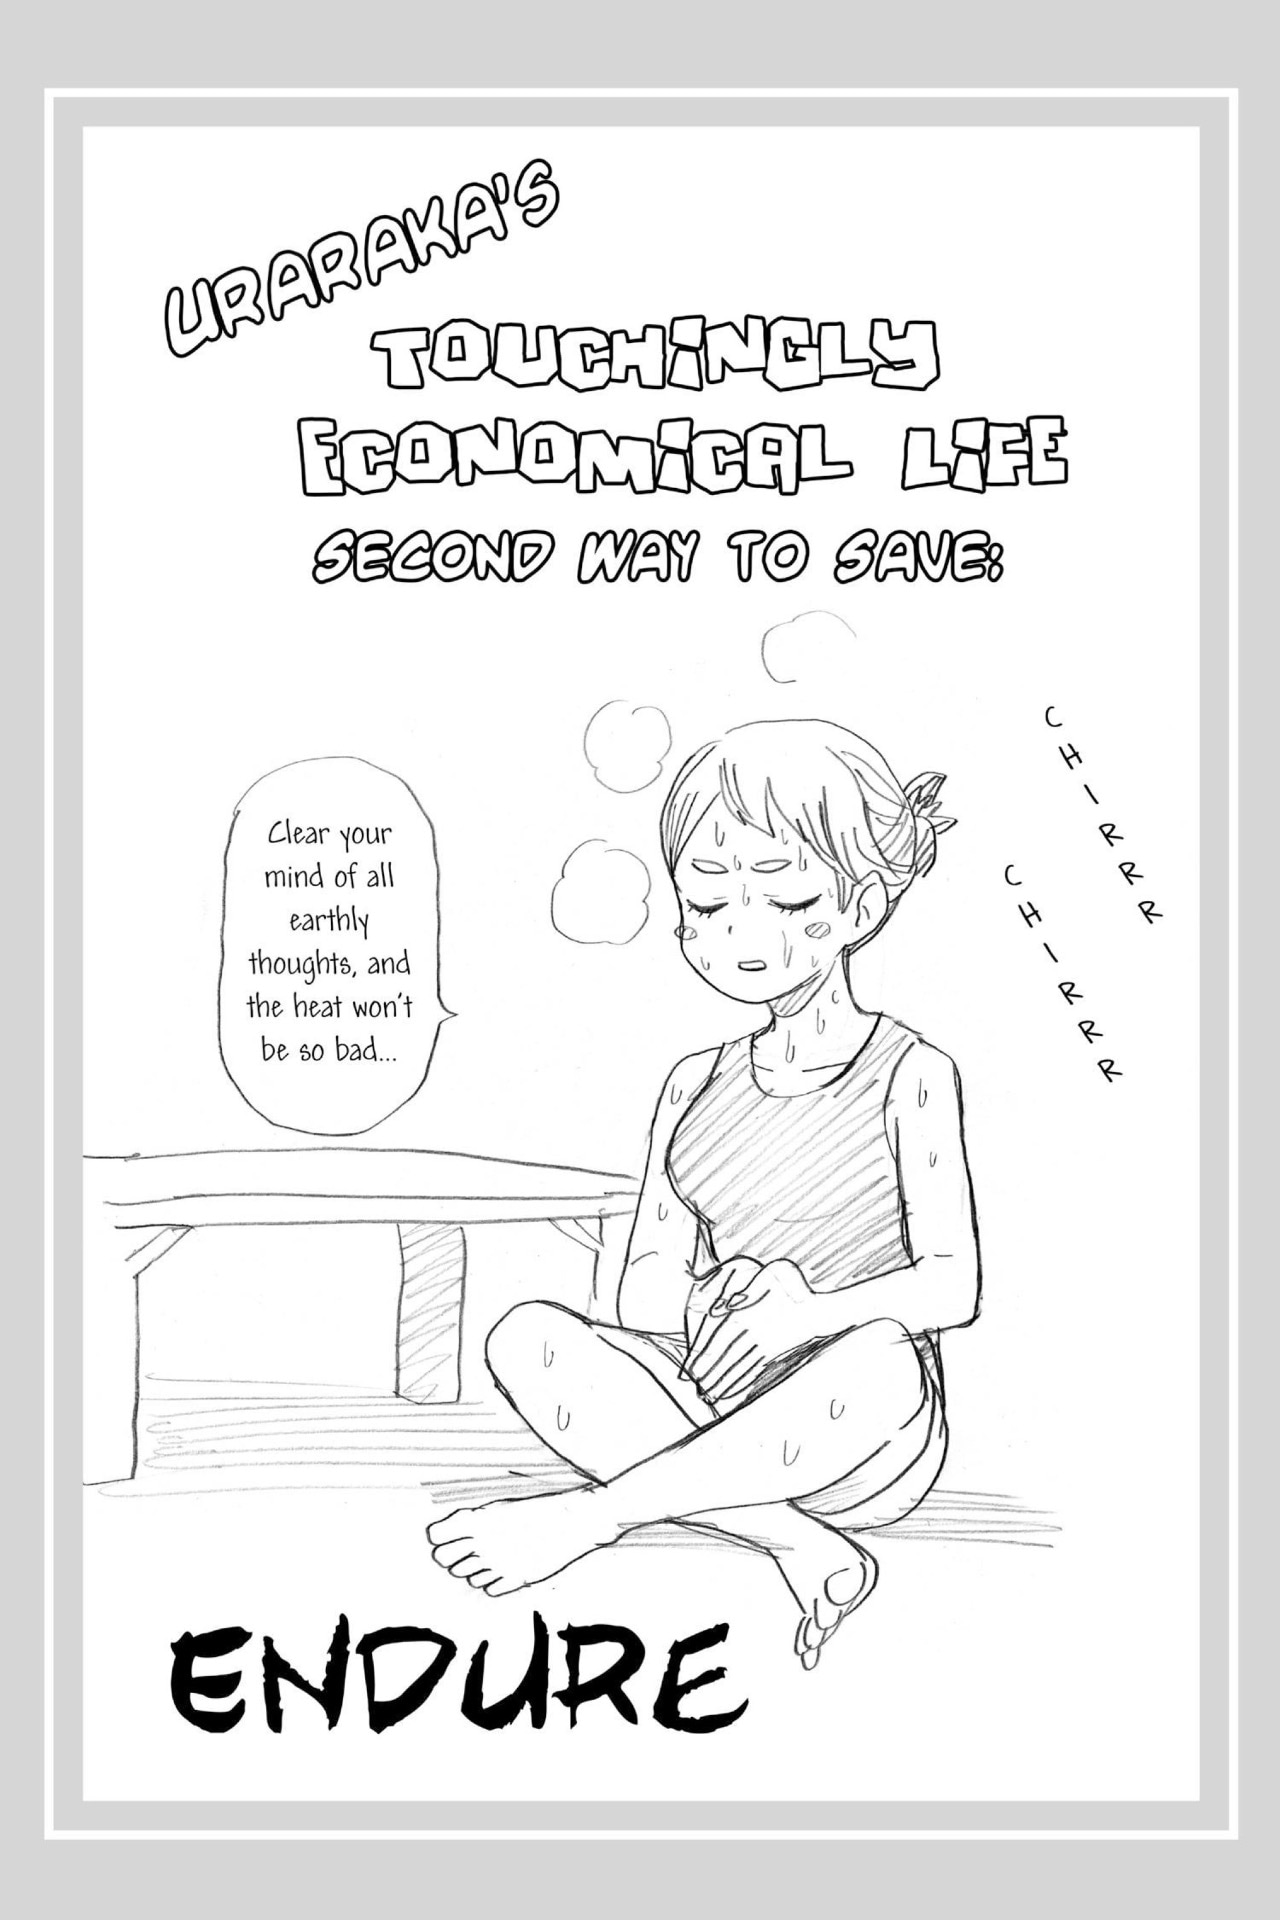 URARAKA'S
TOUCHINGLY
ECONOMICAL LIFE
SECOND WAY TO SAVE:
Clear your
mind of all
earthly
thoughts, and
the heat won't
be so bad...
CHIRRR
CHIRRR
ENDURE